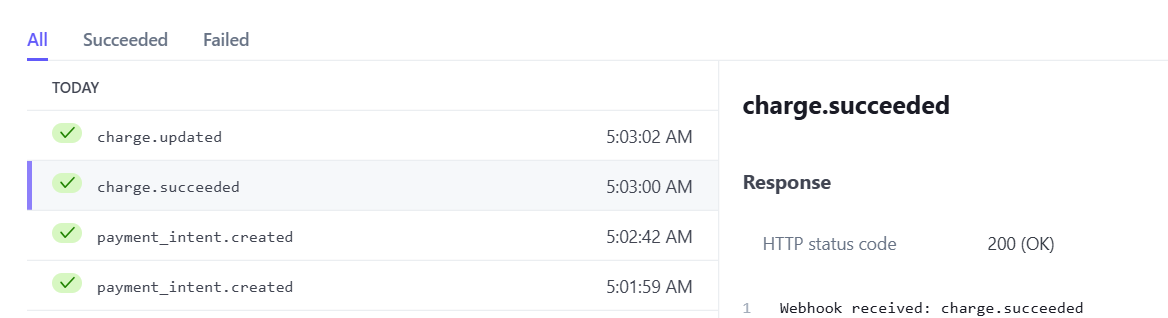 All Succeeded Failed
TODAY
charge.updated 5:03:02 AM
charge.succeeded 5:03:00 AM
payment_intent.created 5:02:42 AM
payment_intent.created 5:01:59 AM
charge.succeeded
Response
HTTP status code 200 (OK)
1 Webhook received: charge.succeeded